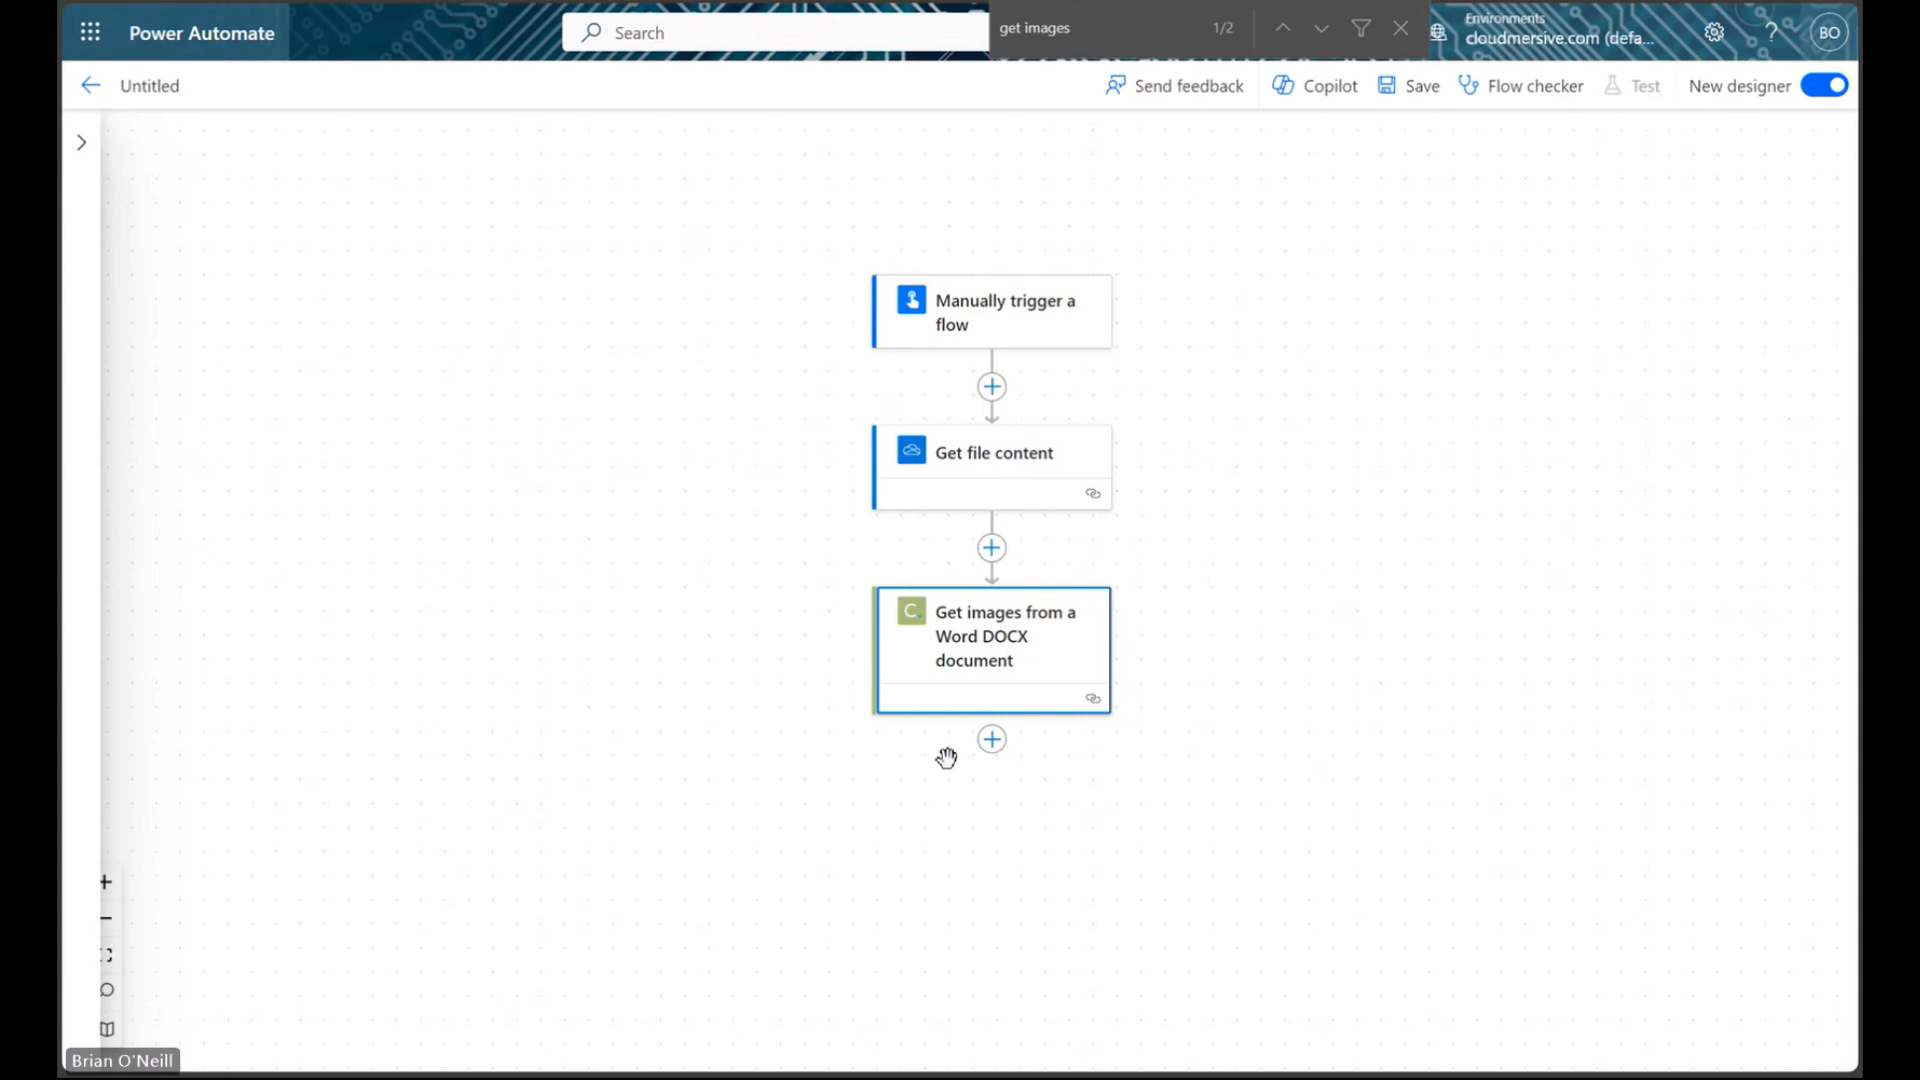 Power Automate
Search
get images
1/2
Environments
cloudmersive.com (defa...
?
BO
Untitled
Send feedback
Copilot
Save
Flow checker
Test
New designer
Manually trigger a
flow
Get file content
C.
Get images from a
Word DOCX
document
Brian O'Neill